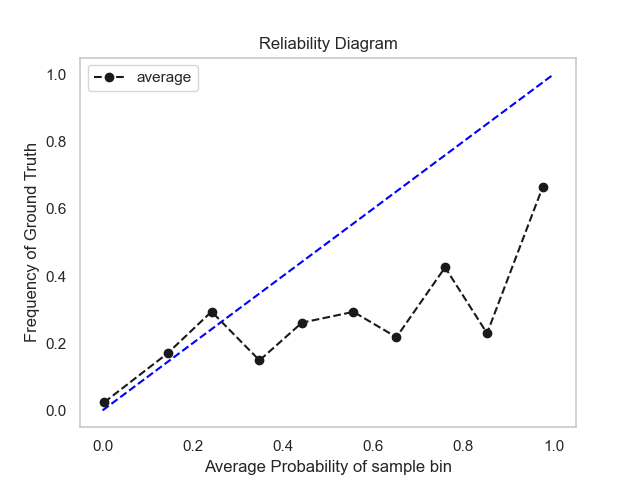 Reliability Diagram
average
1.0
0.8
0.6
0.4
0.2
0.0
Frequency of Ground Truth
0.0 0.2 0.4 0.6 0.8 1.0
Average Probability of sample bin